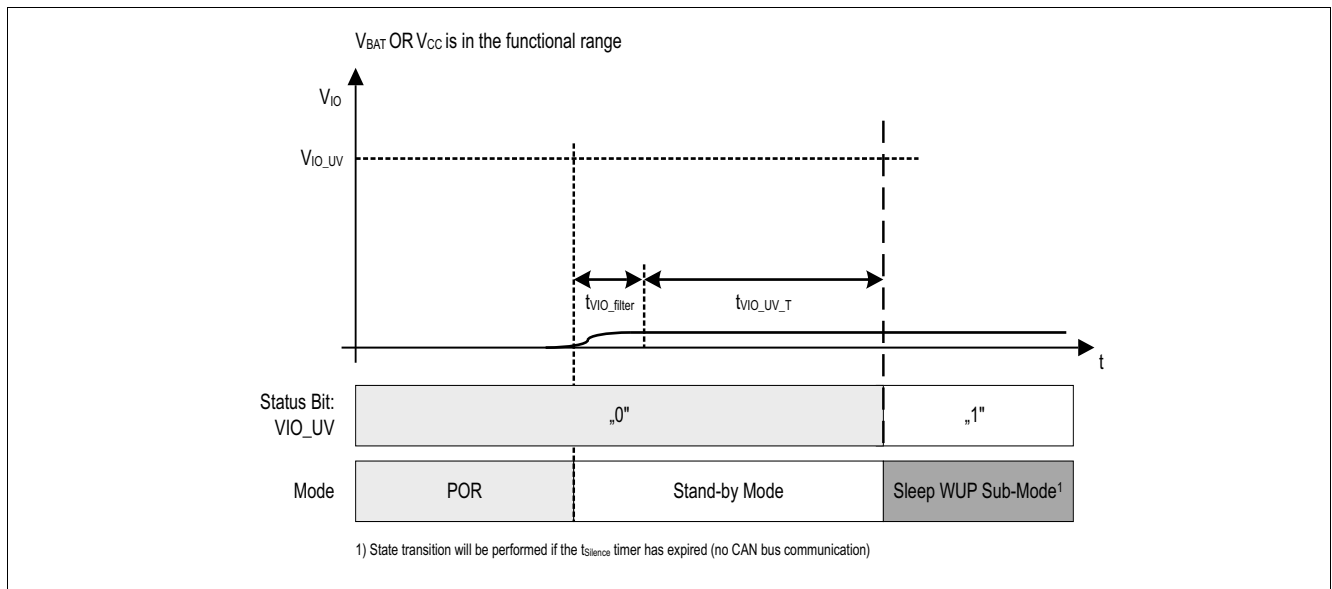 VBAT OR VCC is in the functional range
VIO
VIO_UV
tVIO_filter
tVIO_UV_T
t
Status Bit:
VIO_UV
„0"
„1"
Mode
POR
Stand-by Mode
Sleep WUP Sub-Mode1
1) State transition will be performed if the tSilence timer has expired (no CAN bus communication)